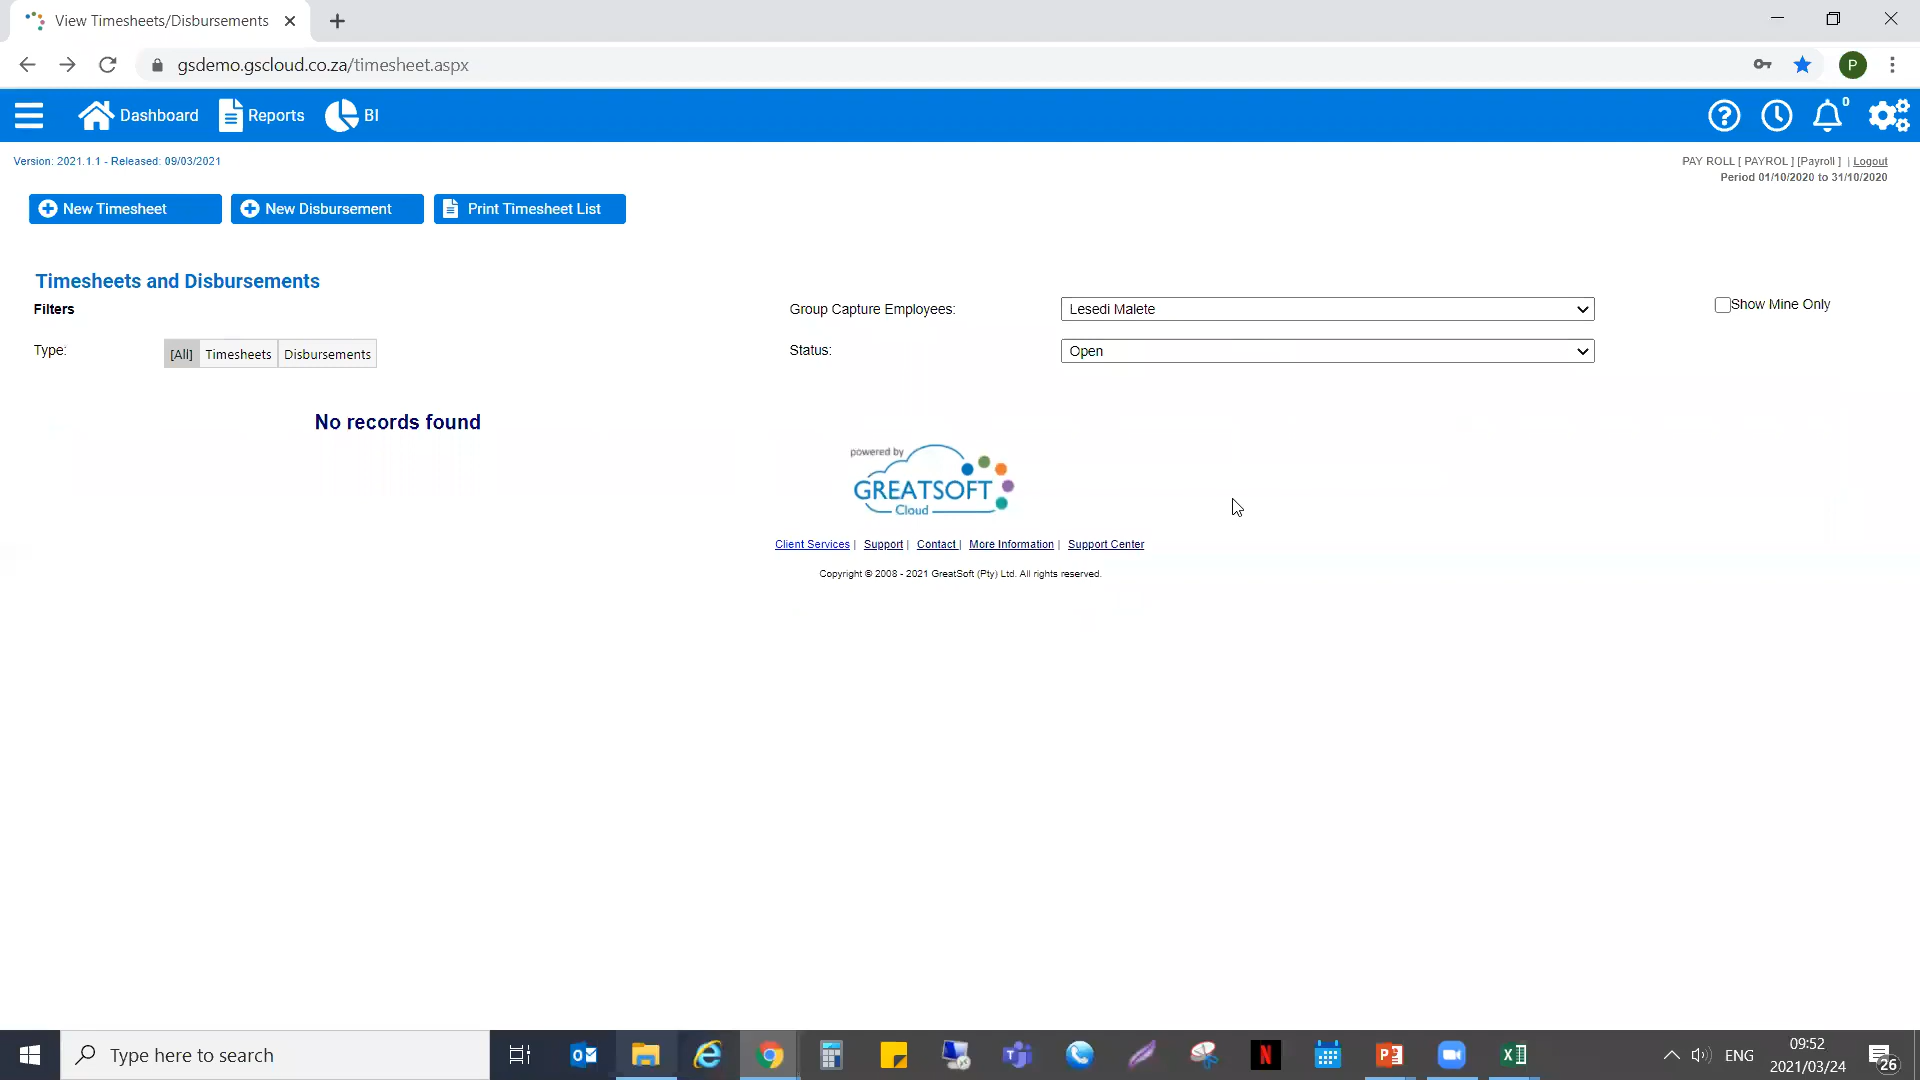 View Timesheets/Disbursements
gsdemo.gscloud.co.za/timesheet.aspx
P
Dashboard
Reports
BI
0
Version: 2021.1.1 - Released: 09/03/2021
PAY ROLL [ PAYROL ] [Payroll ] | Logout
Period 01/10/2020 to 31/10/2020
New Timesheet
New Disbursement
Print Timesheet List
Timesheets and Disbursements
Filters
Group Capture Employees:
Lesedi Malete
Show Mine Only
Type:
[All]
Timesheets
Disbursements
Status:
Open
No records found
powered by
GREATSOFT
Cloud
Client Services | Support | Contact | More Information | Support Center
Copyright © 2008 - 2021 GreatSoft (Pty) Ltd. All rights reserved.
Type here to search
ENG
09:52
2021/03/24
26